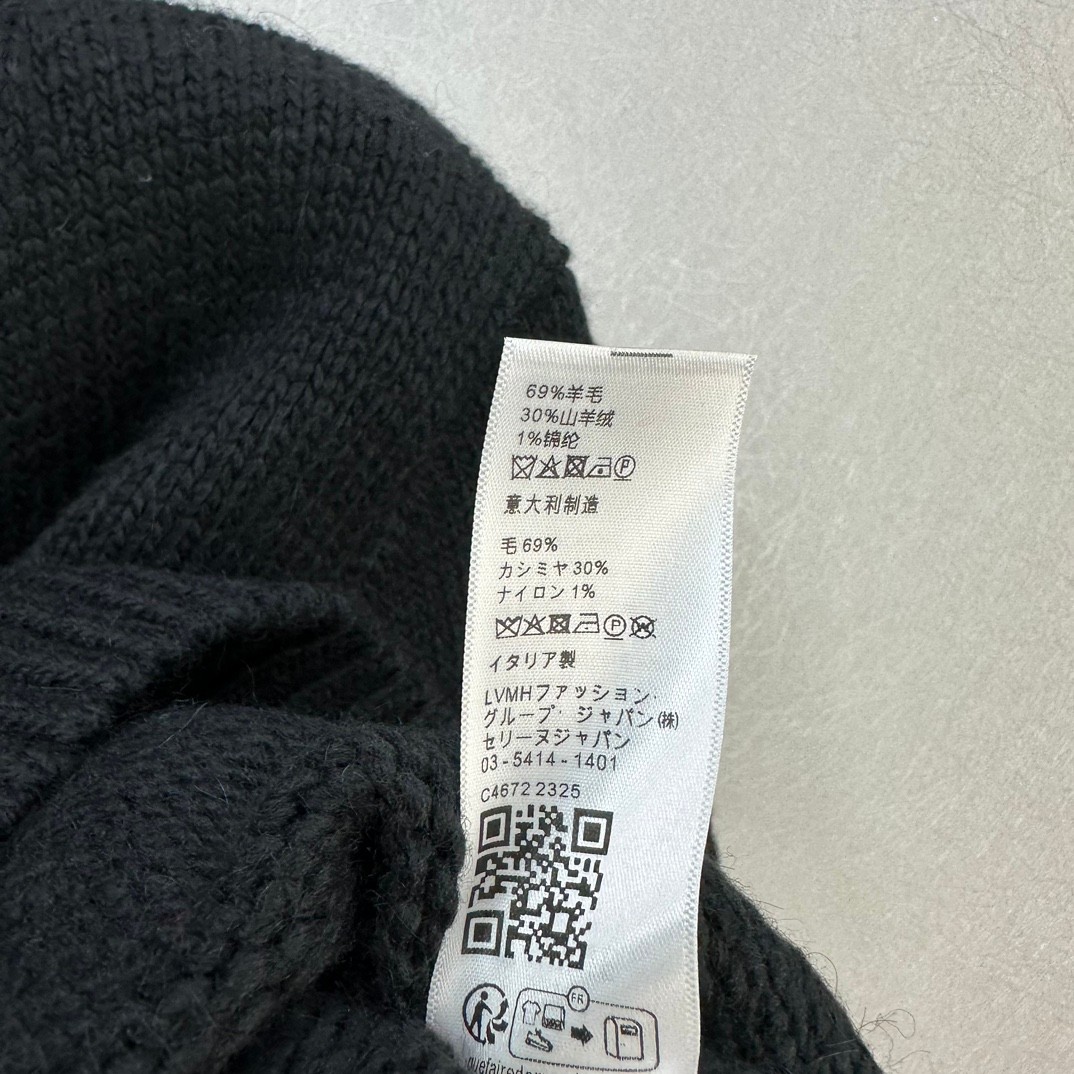 69%羊毛
30%山羊绒
1%锦纶
P
意大利制造
毛 69%
カシミヤ 30%
ナイロン 1%
P W
イタリア製
LVMHファッション・
グループ・ジャパン㈱
セリーヌジャパン
03-5414-1401
C4672 2325
FR